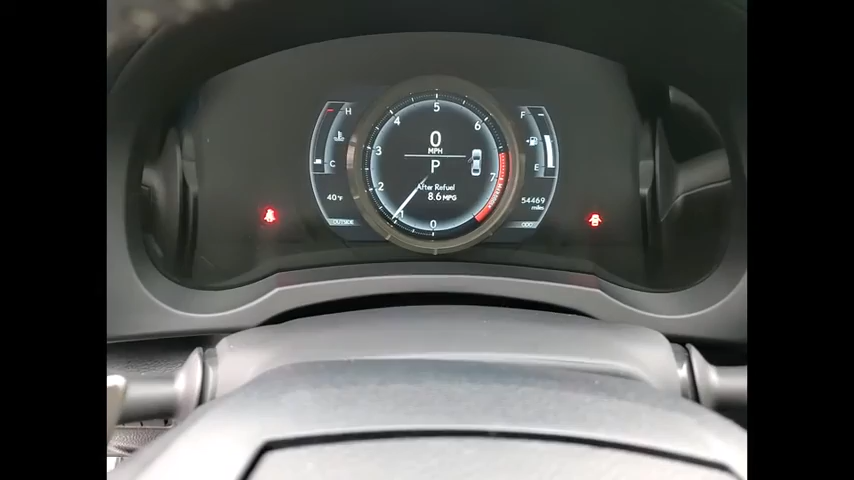 5
4
6
3
7
2
1
0
0
MPH
P
After Refuel
8.6 MPG
H
C
40°F
OUTSIDE
F
54469
miles
ODO